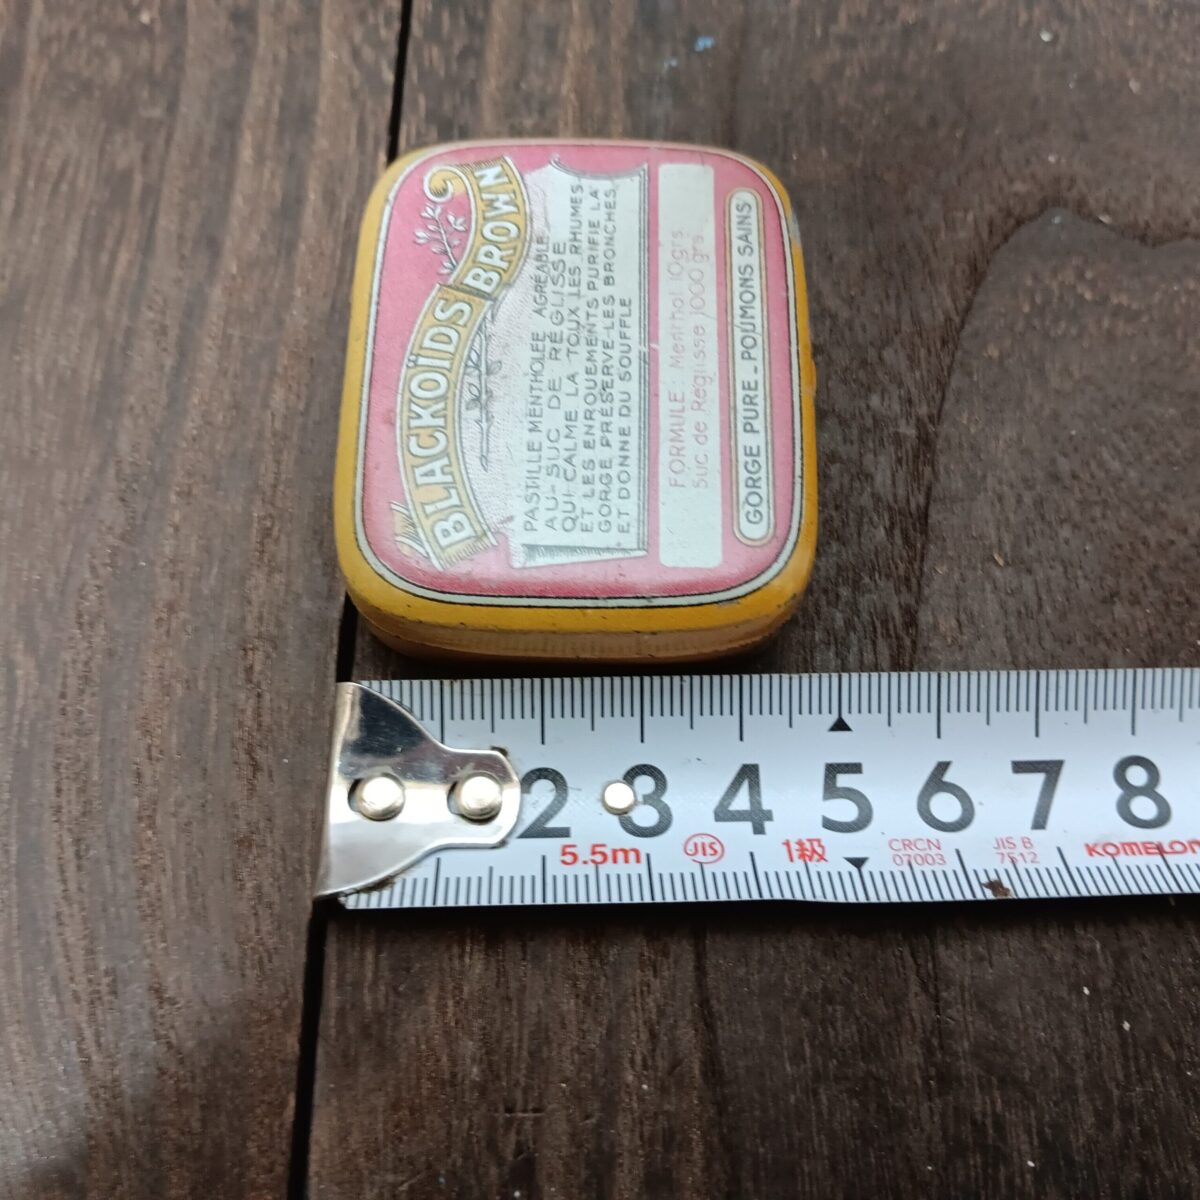 BLACKOÏDS BROWN
PASTILLE MENTHOLÉE AGRÉABLE
AU-SUC DE RÉGLISSE
QUI CALME LA TOUX LES RHUMES
ET LES ENROUEMENTS PURIFIE LA
GORGE PRÉSERVE-LES BRONCHES
ET DONNE DU SOUFFLE
FORMULE: Menthol 10grs
Suc de Réglisse 1000grs
GORGE PURE_POUMONS SAINS
2 3 4 5 6 7 8
5.5m JIS 1級 CRCN 07003 JIS B 7512 KOMELON